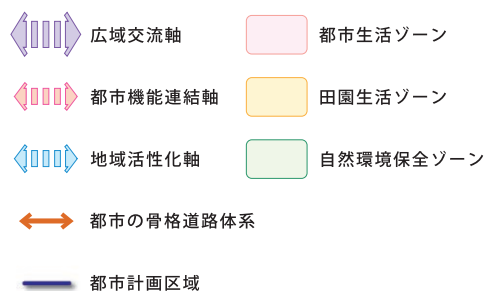 広域交流軸
都市機能連結軸
地域活性化軸
都市の骨格道路体系
都市計画区域
都市生活ゾーン
田園生活ゾーン
自然環境保全ゾーン